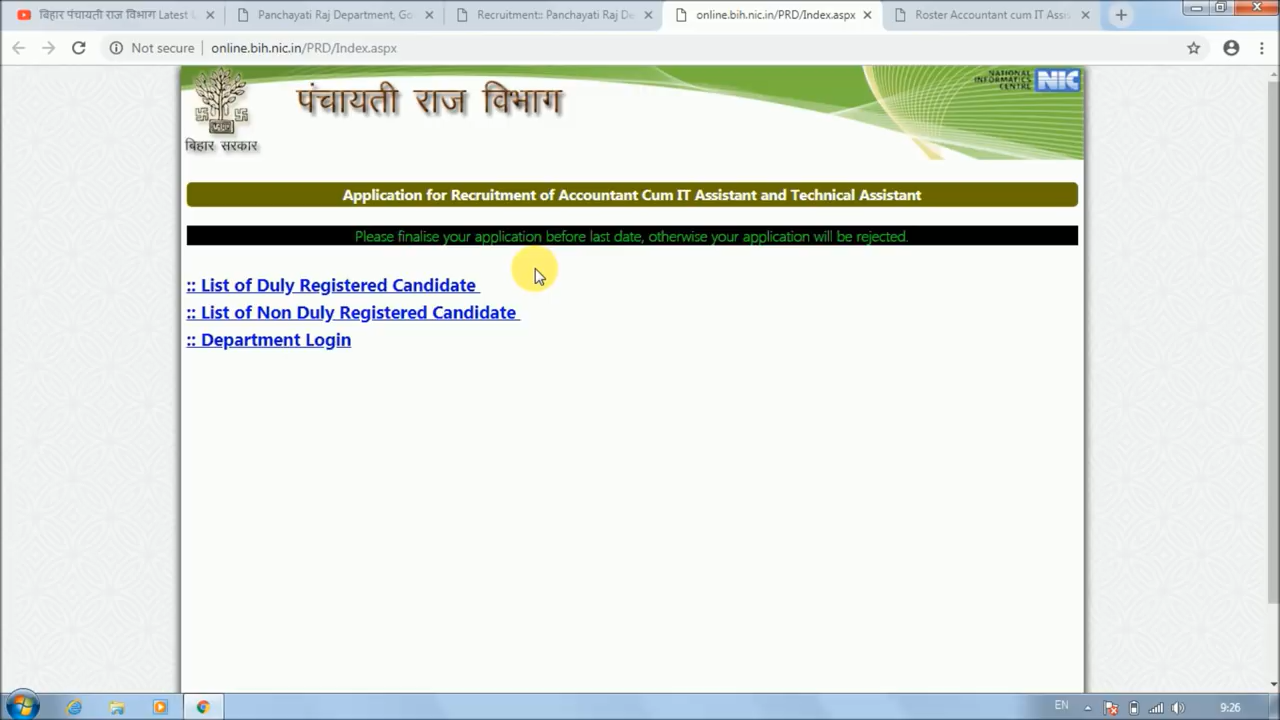 बिहार पंचायती राज विभाग Latest
Panchayati Raj Department, Go
Recruitment:: Panchayati Raj De
online.bih.nic.in/PRD/Index.aspx
Roster Accountant cum IT Assis
Not secure online.bih.nic.in/PRD/Index.aspx
पंचायती राज विभाग
बिहार सरकार
NATIONAL
INFORMATICS
CENTRE
NIC
Application for Recruitment of Accountant Cum IT Assistant and Technical Assistant
Please finalise your application before last date, otherwise your application will be rejected.
:: List of Duly Registered Candidate
:: List of Non Duly Registered Candidate
:: Department Login
EN
9:26